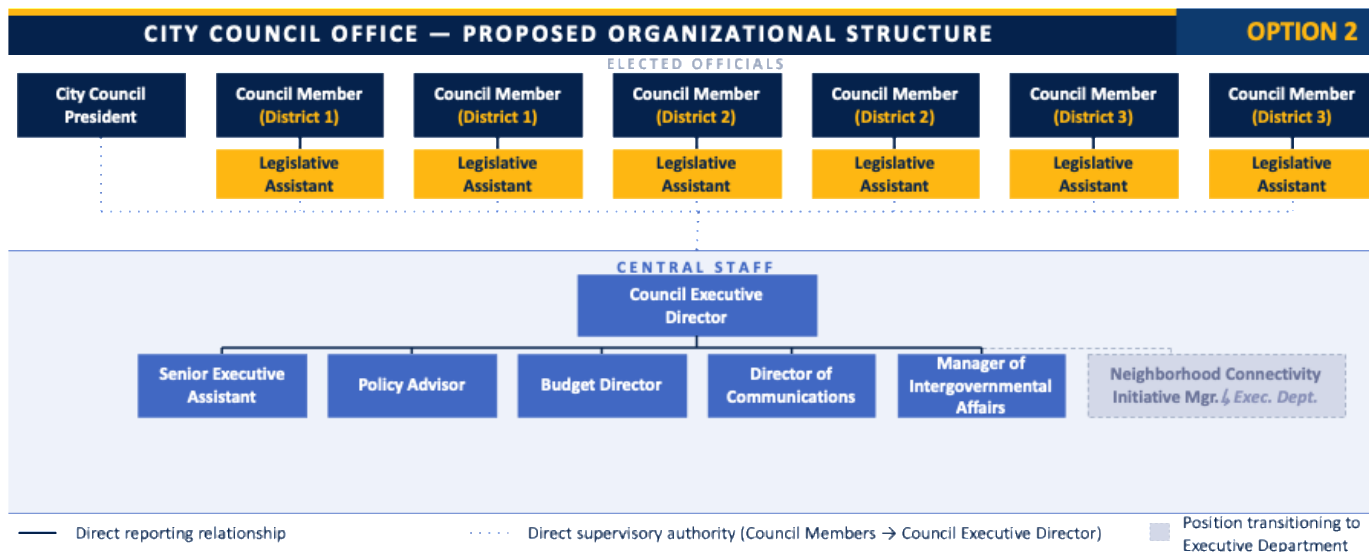 CITY COUNCIL OFFICE — PROPOSED ORGANIZATIONAL STRUCTURE
OPTION 2
ELECTED OFFICIALS
City Council
President
Council Member
(District 1)
Council Member
(District 1)
Council Member
(District 2)
Council Member
(District 2)
Council Member
(District 3)
Council Member
(District 3)
Legislative
Assistant
Legislative
Assistant
Legislative
Assistant
Legislative
Assistant
Legislative
Assistant
Legislative
Assistant
CENTRAL STAFF
Council Executive
Director
Senior Executive
Assistant
Policy Advisor
Budget Director
Director of
Communications
Manager of
Intergovernmental
Affairs
Neighborhood Connectivity
Initiative Mgr. ↳ Exec. Dept.
Direct reporting relationship
Direct supervisory authority (Council Members → Council Executive Director)
Position transitioning to
Executive Department